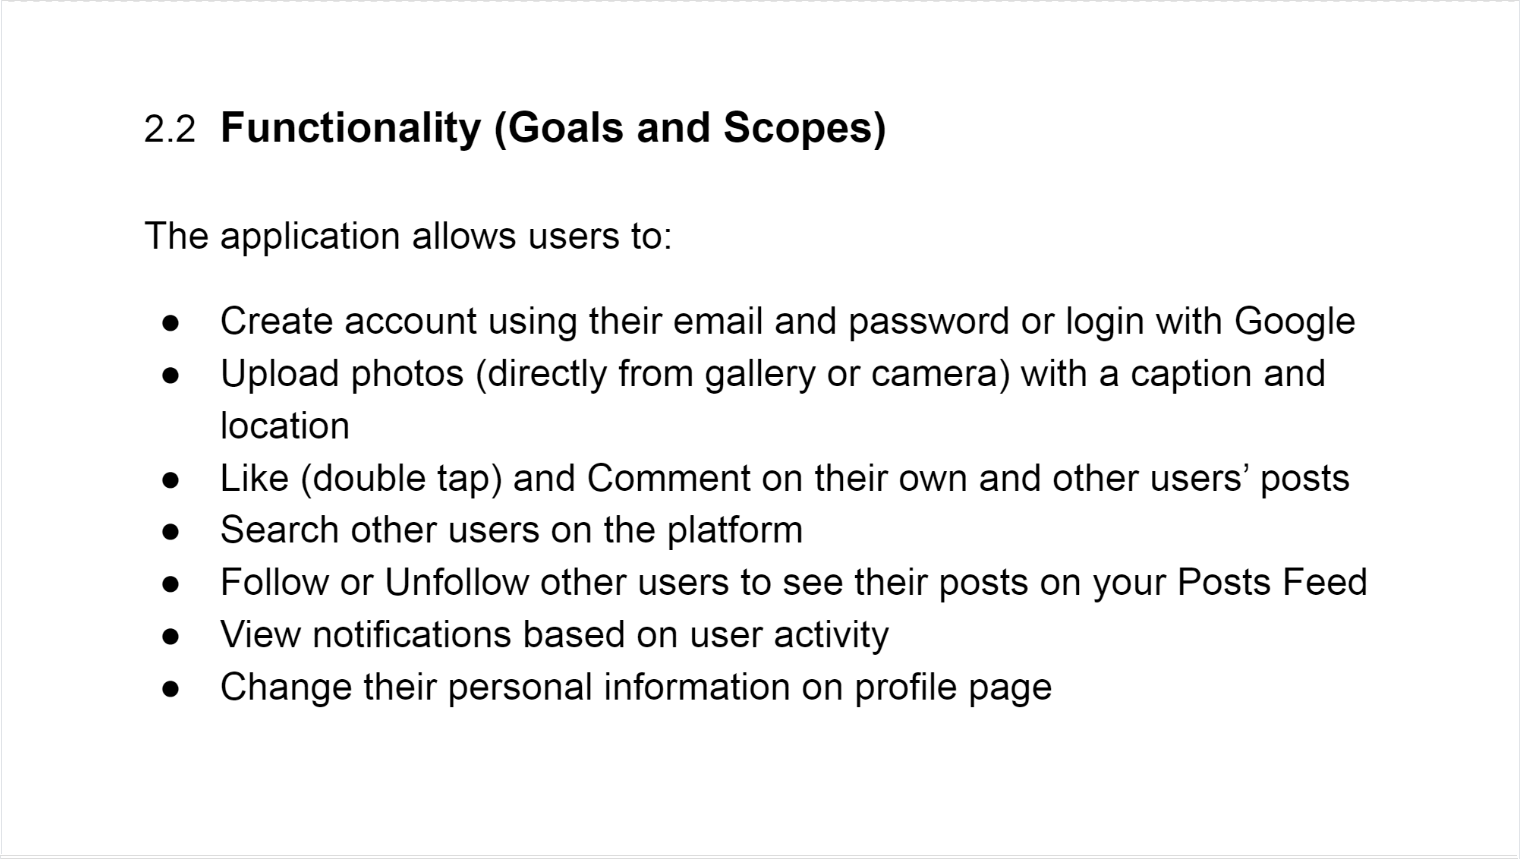 2.2 Functionality (Goals and Scopes)
The application allows users to:
● Create account using their email and password or login with Google
● Upload photos (directly from gallery or camera) with a caption and
location
● Like (double tap) and Comment on their own and other users’ posts
● Search other users on the platform
● Follow or Unfollow other users to see their posts on your Posts Feed
● View notifications based on user activity
● Change their personal information on profile page